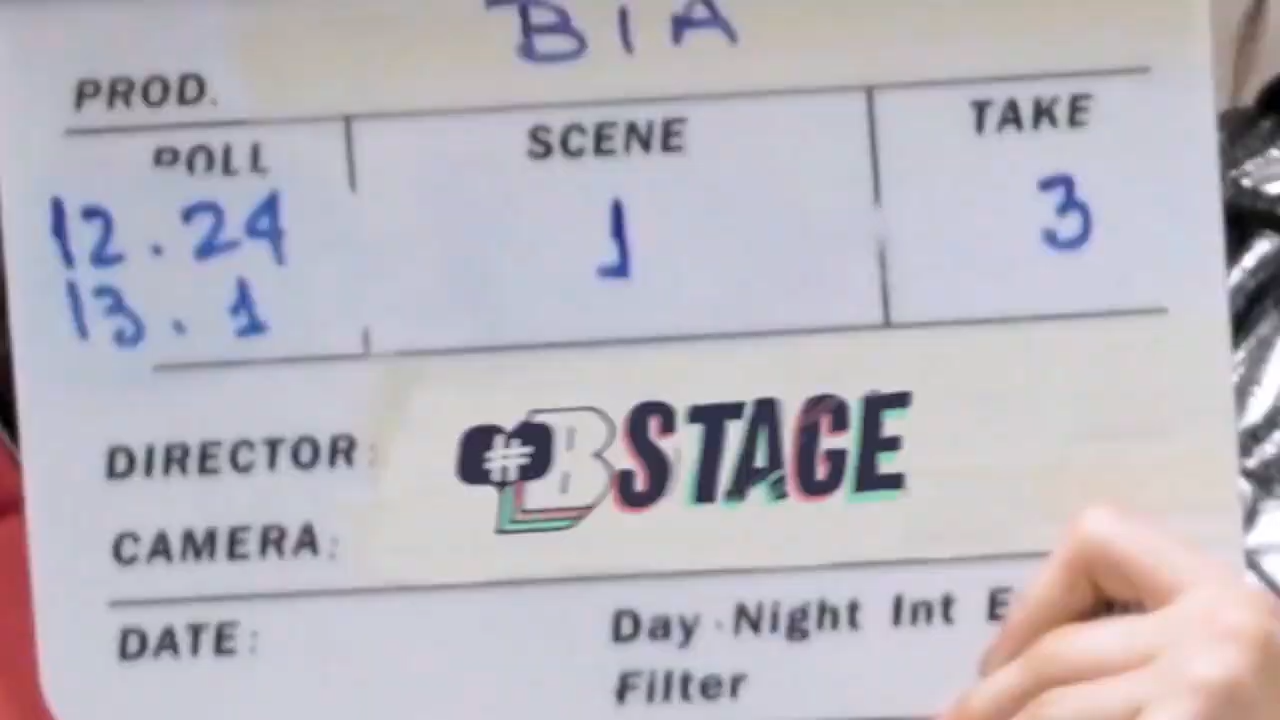 BIA
PROD.
ROLL SCENE TAKE
12.24 1 3
13.1
DIRECTOR:
#BSTAGE
CAMERA:
DATE: Day·Night Int
Filter